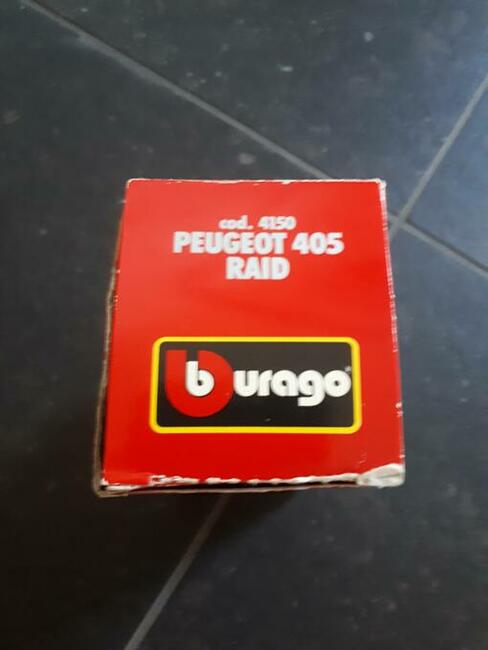 cod. 4150
PEUGEOT 405
RAID
burago